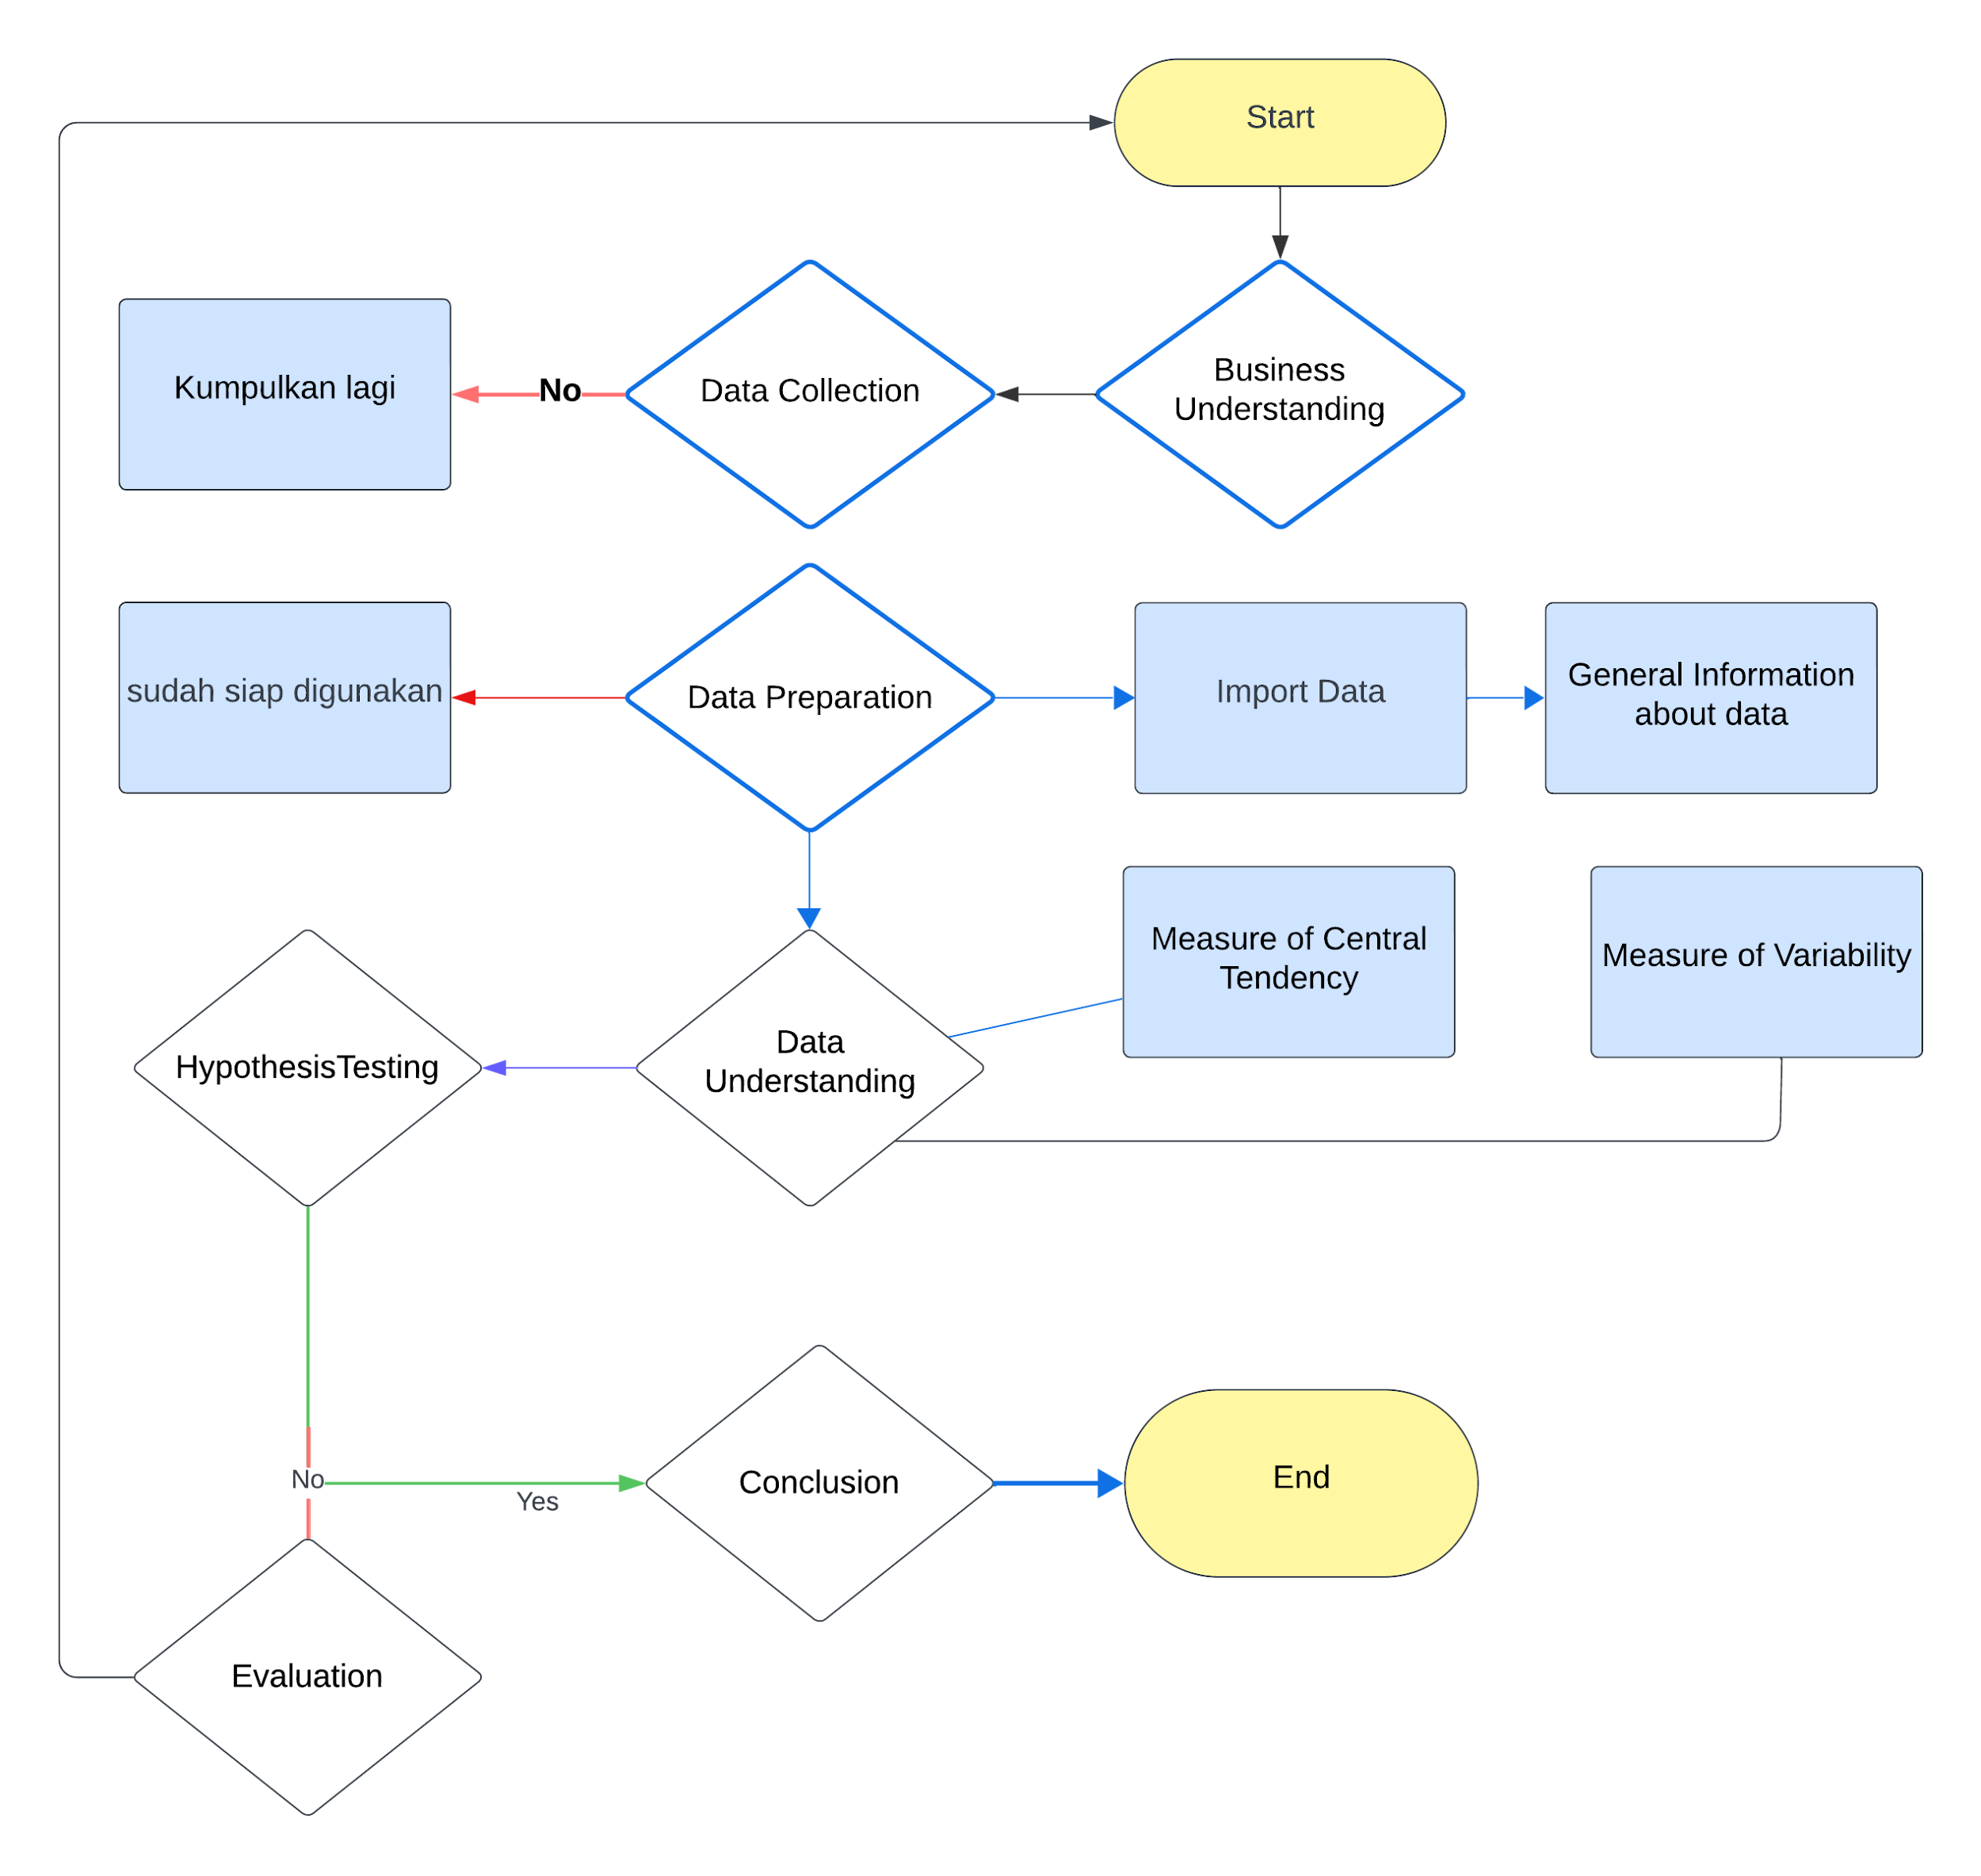 Start
Business
Understanding
Data Collection
No
Kumpulkan lagi
sudah siap digunakan
Data Preparation
Import Data
General Information
about data
Measure of Central
Tendency
Measure of Variability
Data
Understanding
HypothesisTesting
No
Yes
Conclusion
End
Evaluation